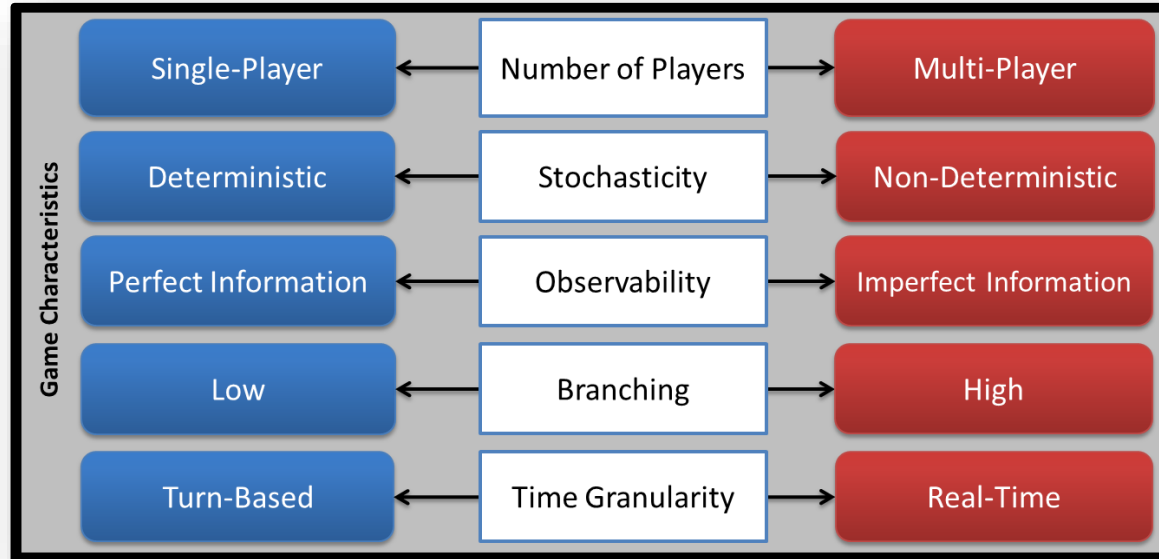 Game Characteristics
Single-Player
Number of Players
Multi-Player
Deterministic
Stochasticity
Non-Deterministic
Perfect Information
Observability
Imperfect Information
Low
Branching
High
Turn-Based
Time Granularity
Real-Time